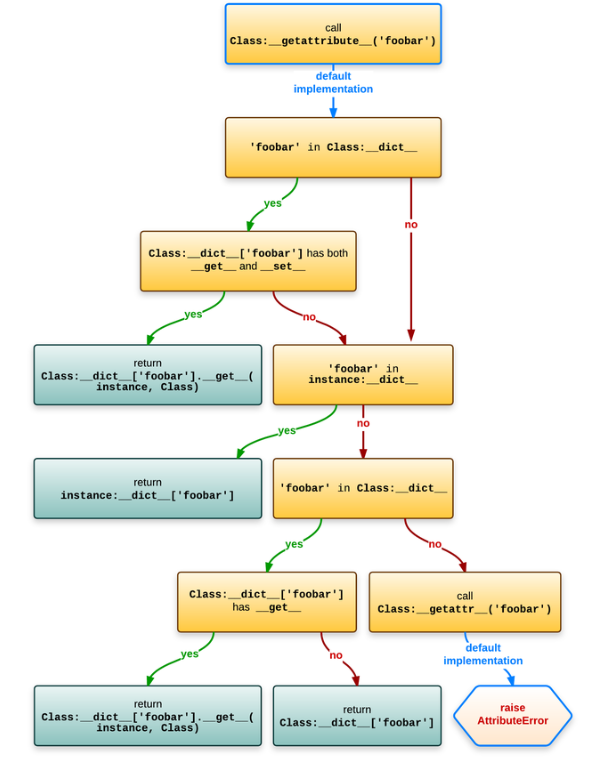 call
Class:__getattribute__('foobar')
default
implementation
'foobar' in Class:__dict__
yes
no
Class:__dict__['foobar'] has both
__get__ and __set__
yes
no
return
Class:__dict__['foobar'].__get__(
instance, Class)
'foobar' in
instance:__dict__
yes
no
return
instance:__dict__['foobar']
'foobar' in Class:__dict__
yes
no
Class:__dict__['foobar']
has __get__
call
Class:__getattr__('foobar')
yes
no
default
implementation
return
Class:__dict__['foobar'].__get__(
instance, Class)
return
Class:__dict__['foobar']
raise
AttributeError